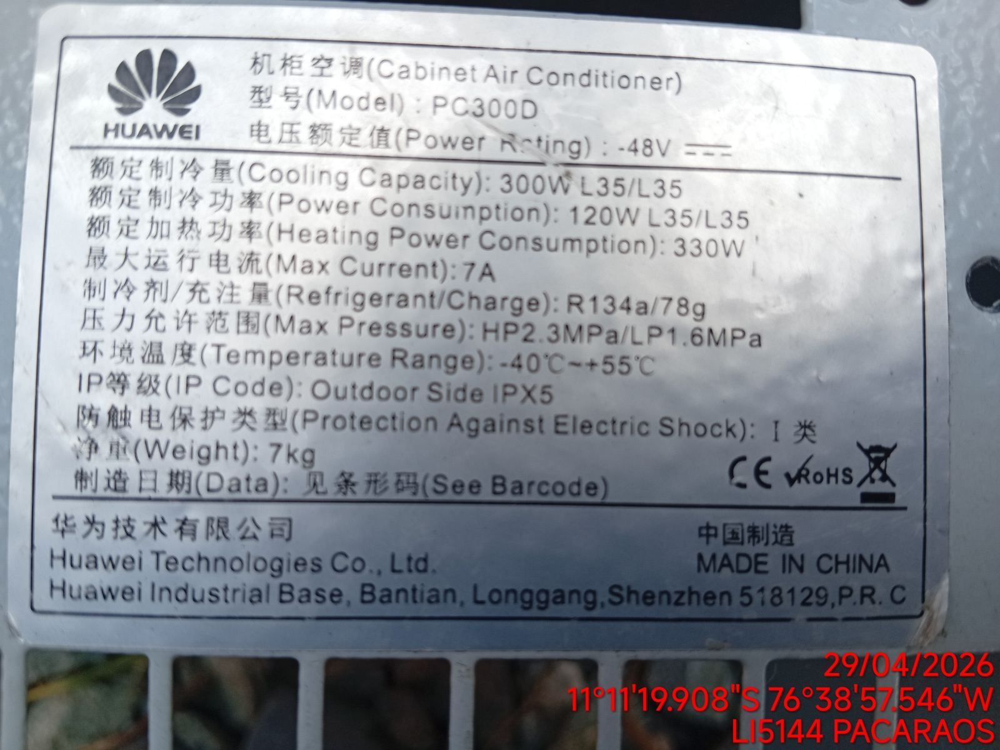 HUAWEI
机柜空调(Cabinet Air Conditioner)
型号(Model) : PC300D
电压额定值(Power Rating) : -48V
额定制冷量(Cooling Capacity): 300W L35/L35
额定制冷功率(Power Consumption): 120W L35/L35
额定加热功率(Heating Power Consumption): 330W
最大运行电流(Max Current): 7A
制冷剂/充注量(Refrigerant/Charge): R134a/78g
压力允许范围(Max Pressure): HP2.3MPa/LP1.6MPa
环境温度(Temperature Range): -40℃~+55℃
IP等级(IP Code): Outdoor Side IPX5
防触电保护类型(Protection Against Electric Shock): I 类
净重(Weight): 7kg
制造日期(Data): 见条形码(See Barcode)
CE RoHS
华为技术有限公司
中国制造
Huawei Technologies Co., Ltd.
MADE IN CHINA
Huawei Industrial Base, Bantian, Longgang,Shenzhen 518129,P.R. C
29/04/2026
11°11'19.908"S 76°38'57.546"W
LI5144 PACARAOS